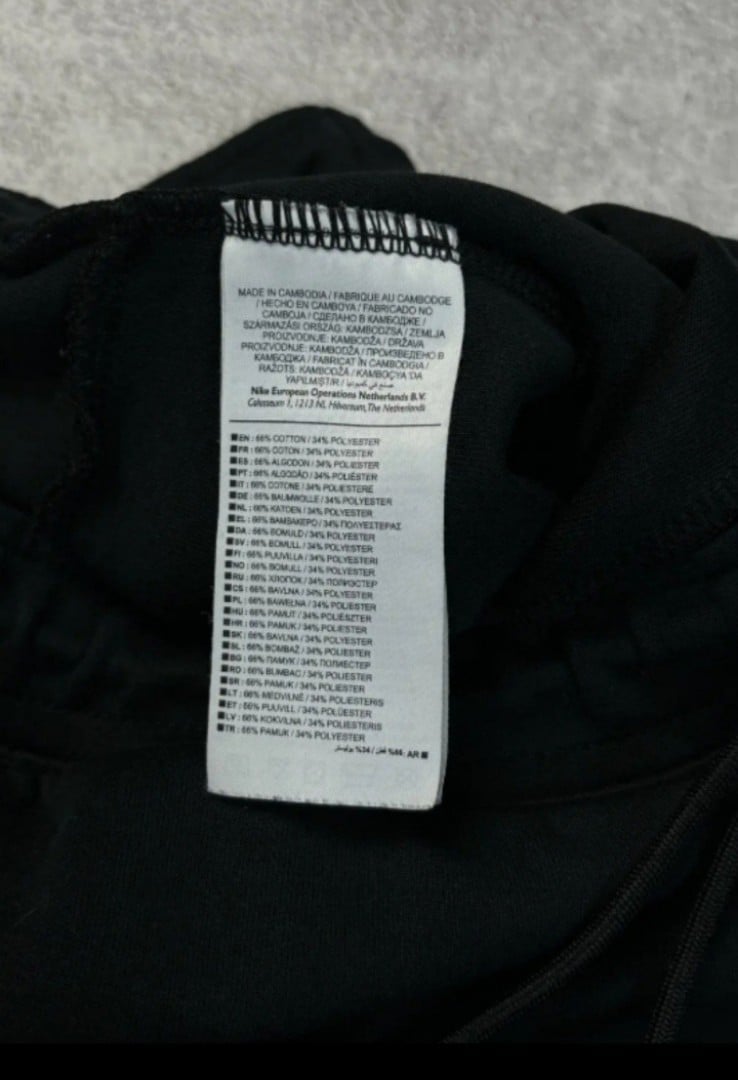 MADE IN CAMBODIA / FABRIQUE AU CAMBODGE
/ HECHO EN CAMBOYA / FABRICADO NO
CAMBOJA / СДЕЛАНО В КАМБОДЖЕ /
SZÁRMAZÁSI ORSZÁG: KAMBODZSA / ZEMLJA
PROIZVODNJE: KAMBODŽA / DRŽAVA
PROIZVODNJE: KAMBODŽA / ПРОИЗВЕДЕНО В
КАМБОДЖА / FABRICAT ÎN CAMBODGIA /
RAŽOTS: KAMBODŽĀ / KAMBOÇYA 'DA
YAPILMIŞTIR / صنع في كمبوديا
Nike European Operations Netherlands B.V.
Colosseum 1, 1213 NL Hilversum, The Netherlands
EN : 66% COTTON / 34% POLYESTER
FR : 66% COTON / 34% POLYESTER
ES : 66% ALGODON / 34% POLIESTER
PT : 66% ALGODÃO / 34% POLIÉSTER
IT : 66% COTONE / 34% POLIESTERE
DE : 66% BAUMWOLLE / 34% POLYESTER
NL : 66% KATOEN / 34% POLYESTER
EL : 66% ΒΑΜΒΑΚΕΡΟ / 34% ΠΟΛΥΕΣΤΕΡΑΣ
DA : 66% BOMULD / 34% POLYESTER
SV : 66% BOMULL / 34% POLYESTER
FI : 66% PUUVILLA / 34% POLYESTERI
NO : 66% BOMULL / 34% POLYESTER
RU : 66% ХЛОПОК / 34% ПОЛИЭСТЕР
CS : 66% BAVLNA / 34% POLYESTER
PL : 66% BAWEŁNA / 34% POLIESTER
HU : 66% PAMUT / 34% POLIÉSZTER
HR : 66% PAMUK / 34% POLIESTER
SK : 66% BAVLNA / 34% POLYESTER
SL : 66% BOMBAŽ / 34% POLIESTER
BG : 66% ПАМУК / 34% ПОЛИЕСТЕР
RO : 66% BUMBAC / 34% POLIESTER
SR : 66% PAMUK / 34% POLIESTER
LT : 66% MEDVILNĖ / 34% POLIESTERIS
ET : 66% PUUVILL / 34% POLÜESTER
LV : 66% KOKVILNA / 34% POLIESTERIS
TR : 66% PAMUK / 34% POLYESTER
AR :66% قطن / 34% بوليستر